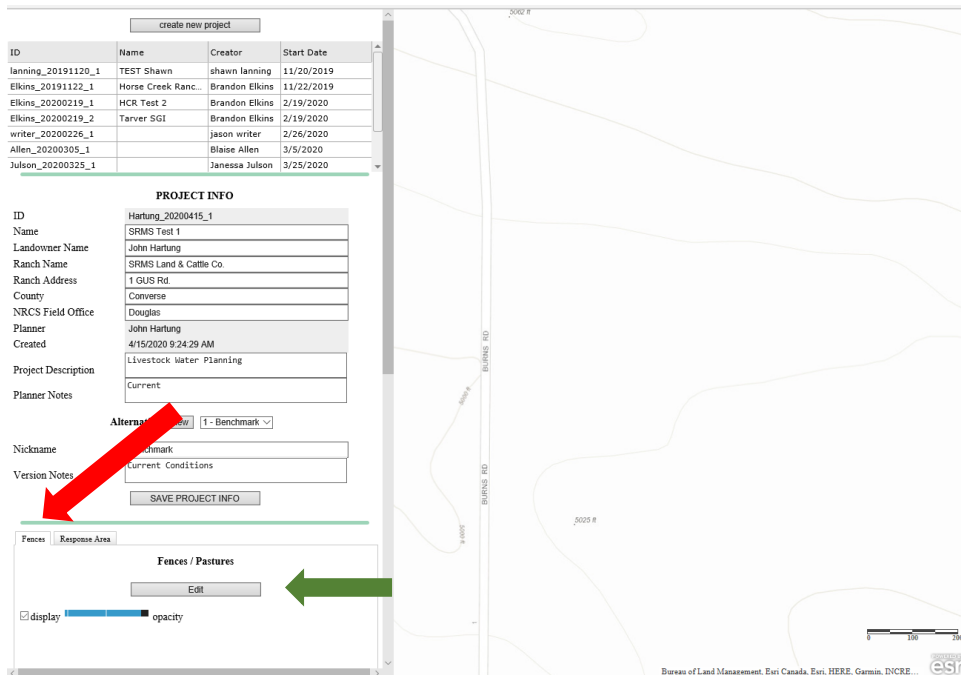 create new project
ID Name Creator Start Date
lanning_20191120_1 TEST Shawn shawn lanning 11/20/2019
Elkins_20191122_1 Horse Creek Ranc... Brandon Elkins 11/22/2019
Elkins_20200219_1 HCR Test 2 Brandon Elkins 2/19/2020
Elkins_20200219_2 Tarver SGI Brandon Elkins 2/19/2020
writer_20200226_1 jason writer 2/26/2020
Allen_20200305_1 Blaise Allen 3/5/2020
Julson_20200325_1 Janessa Julson 3/25/2020
PROJECT INFO
ID Hartung_20200415_1
Name SRMS Test 1
Landowner Name John Hartung
Ranch Name SRMS Land & Cattle Co.
Ranch Address 1 GUS Rd.
County Converse
NRCS Field Office Douglas
Planner John Hartung
Created 4/15/2020 9:24:29 AM
Project Description Livestock Water Planning
Planner Notes Current
1 - Benchmark
Nickname
Version Notes Current Conditions
SAVE PROJECT INFO
Fences Response Area
Fences / Pastures
Edit
display opacity
5062 ft
BURNS RD
5000 ft
BURNS RD
5000 ft
5025 ft
0 100 200
Bureau of Land Management, Esri Canada, Esri, HERE, Garmin, INCRE...
esri